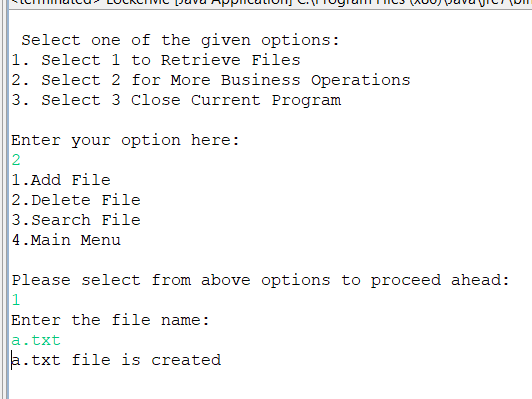 <terminated> LockerMe [Java Application] C:\Program Files (x86)\Java\jre7\bin
Select one of the given options:
1. Select 1 to Retrieve Files
2. Select 2 for More Business Operations
3. Select 3 Close Current Program
Enter your option here:
2
1.Add File
2.Delete File
3.Search File
4.Main Menu
Please select from above options to proceed ahead:
1
Enter the file name:
a.txt
a.txt file is created